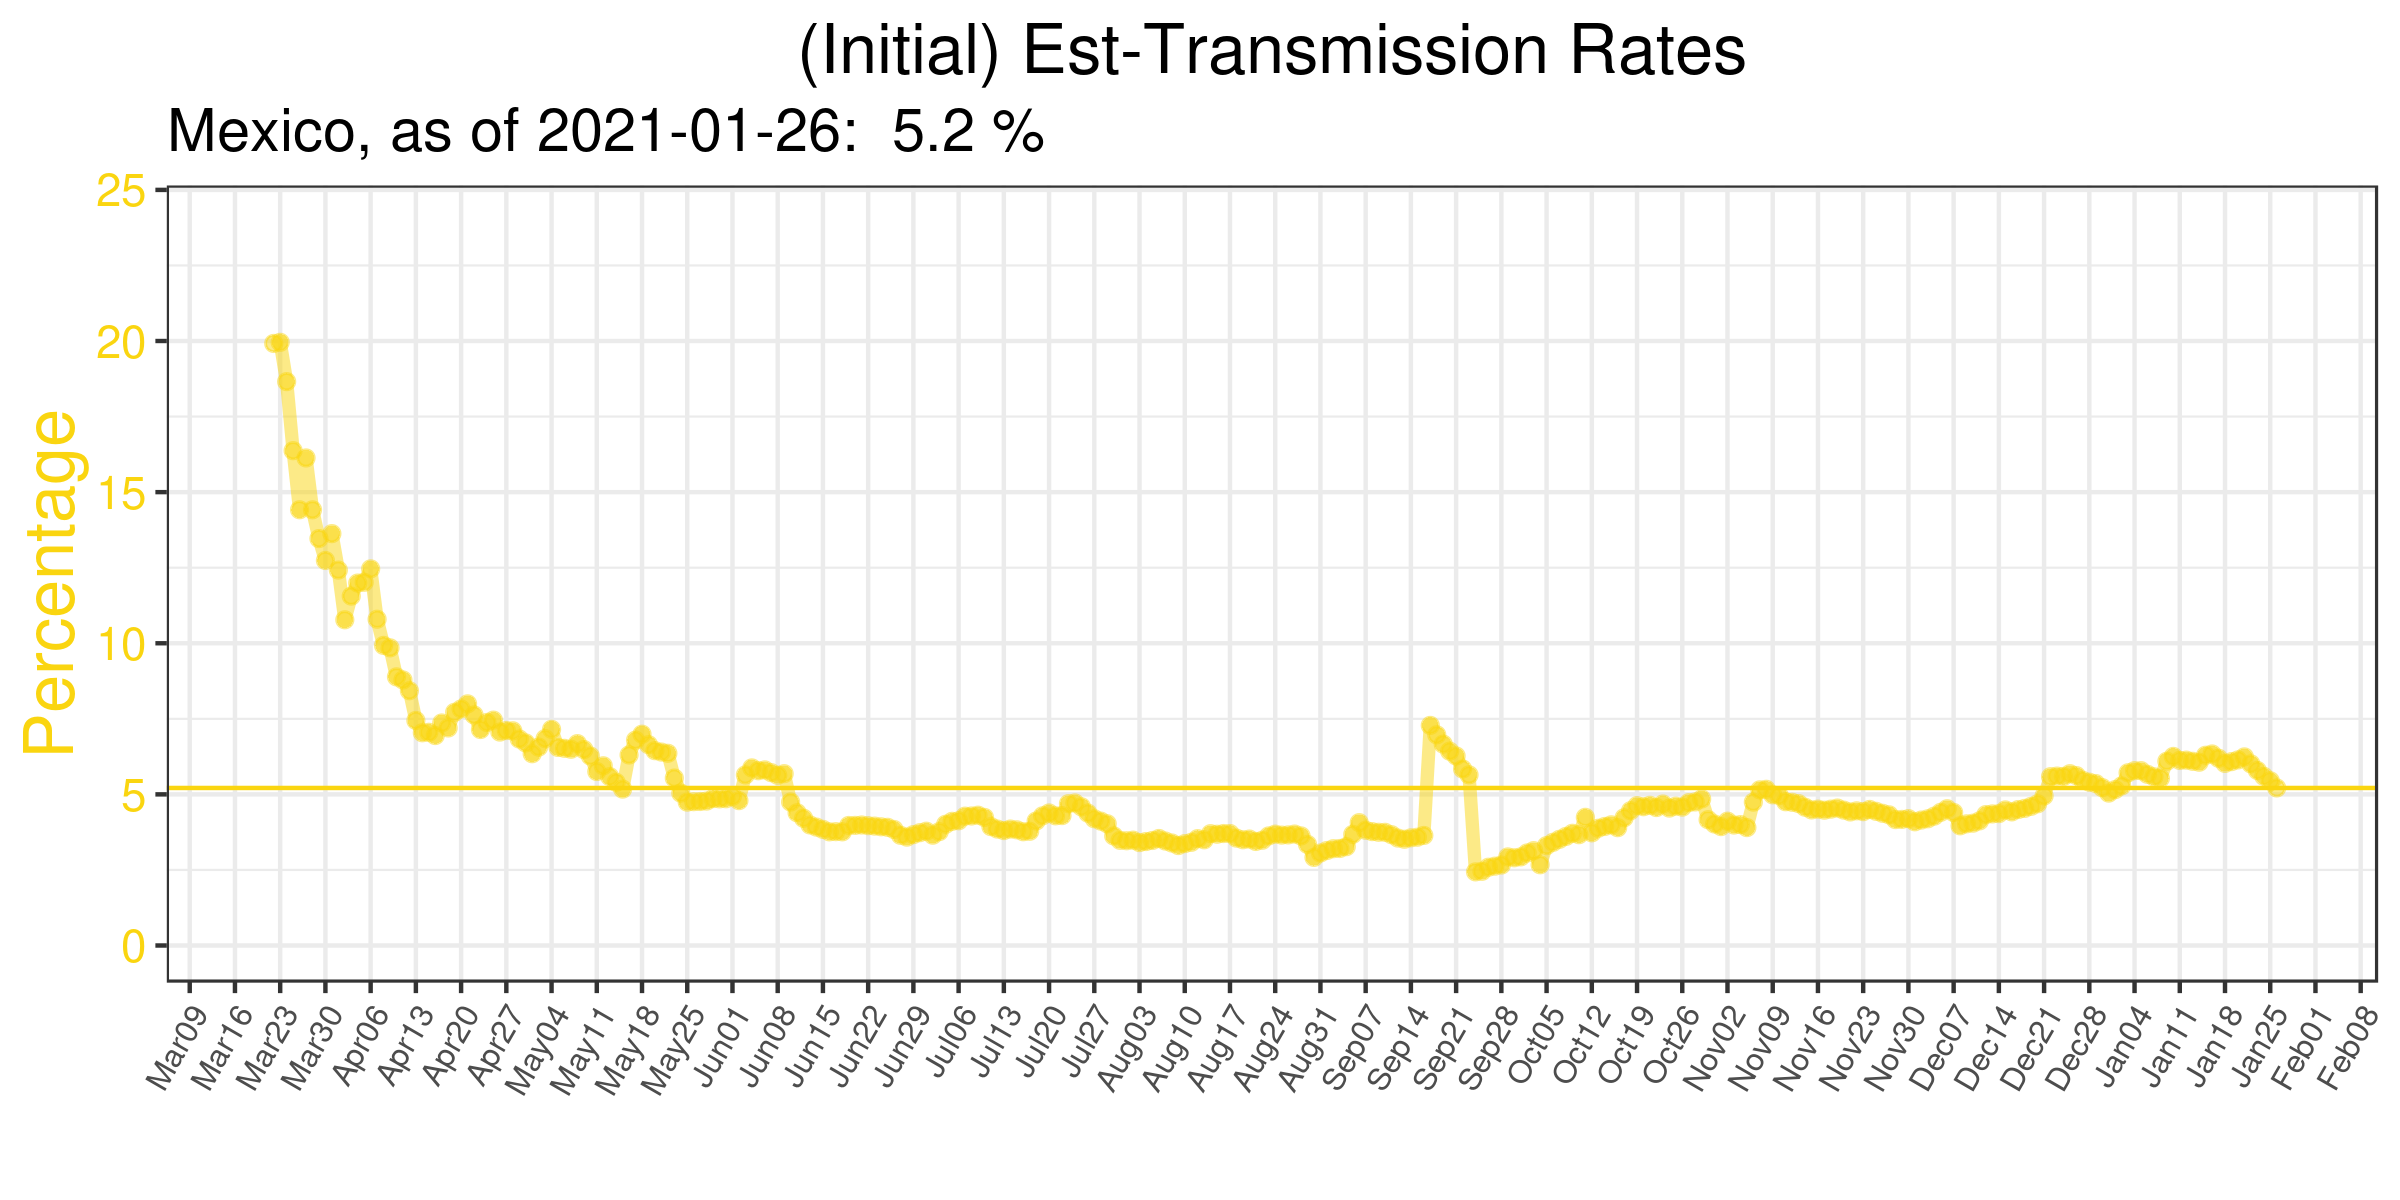 (Initial) Est-Transmission Rates
Mexico, as of 2021-01-26:  5.2 %
Percentage
25
20
15
10
5
0
Mar09
Mar16
Mar23
Mar30
Apr06
Apr13
Apr20
Apr27
May04
May11
May18
May25
Jun01
Jun08
Jun15
Jun22
Jun29
Jul06
Jul13
Jul20
Jul27
Aug03
Aug10
Aug17
Aug24
Aug31
Sep07
Sep14
Sep21
Sep28
Oct05
Oct12
Oct19
Oct26
Nov02
Nov09
Nov16
Nov23
Nov30
Dec07
Dec14
Dec21
Dec28
Jan04
Jan11
Jan18
Jan25
Feb01
Feb08